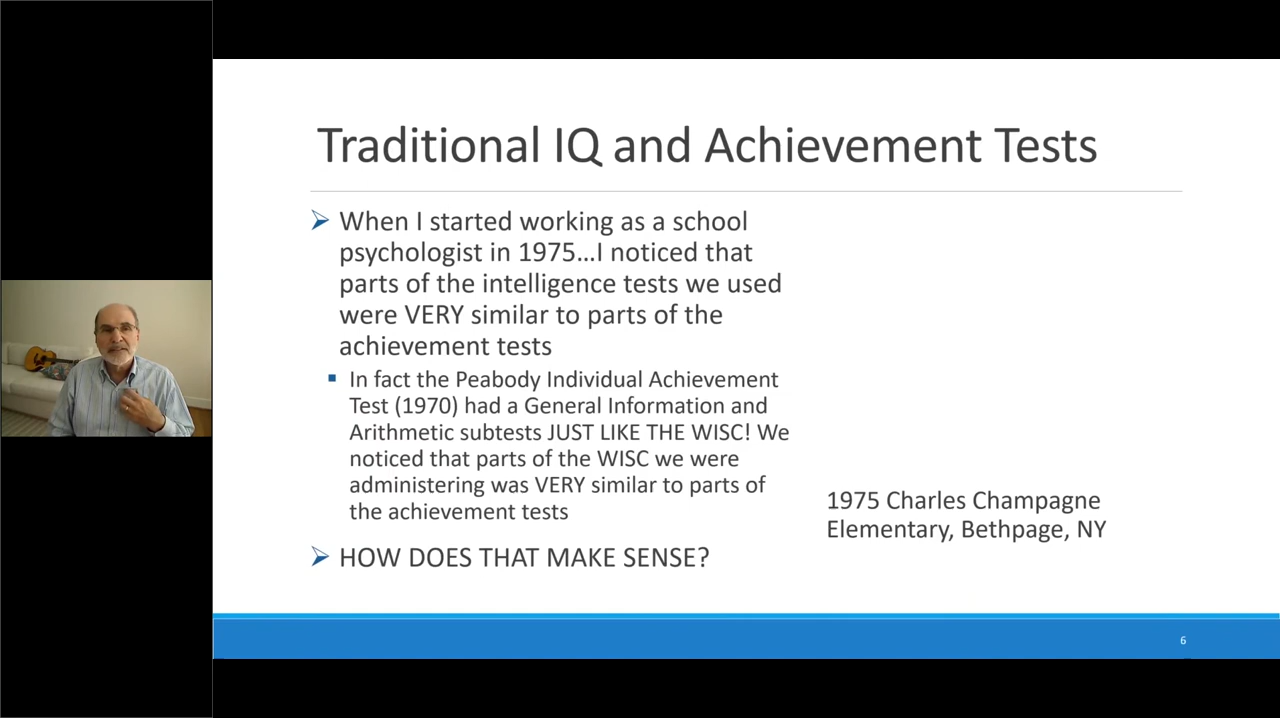 Traditional IQ and Achievement Tests
When I started working as a school
psychologist in 1975…I noticed that
parts of the intelligence tests we used
were VERY similar to parts of the
achievement tests
In fact the Peabody Individual Achievement
Test (1970) had a General Information and
Arithmetic subtests JUST LIKE THE WISC! We
noticed that parts of the WISC we were
administering was VERY similar to parts of
the achievement tests
HOW DOES THAT MAKE SENSE?
1975 Charles Champagne
Elementary, Bethpage, NY
6